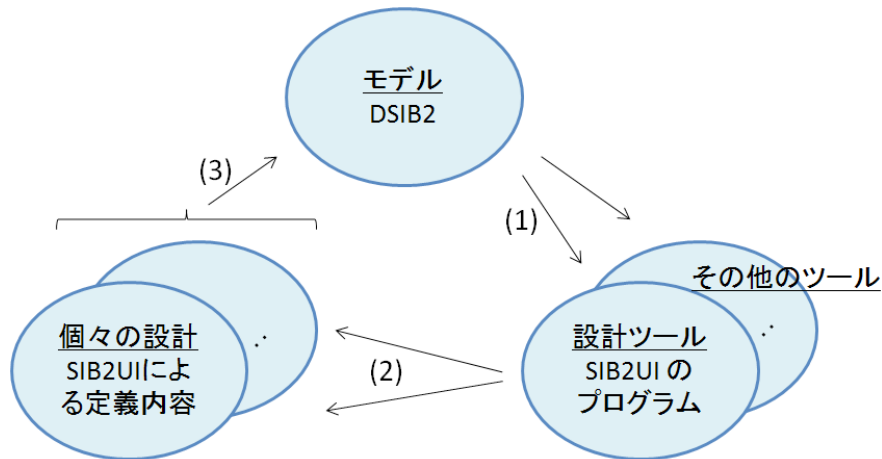 モデル
DSIB2
(3)
(1)
その他のツール
‥
個々の設計
SIB2UIによ
る定義内容
‥
(2)
設計ツール
SIB2UI の
プログラム